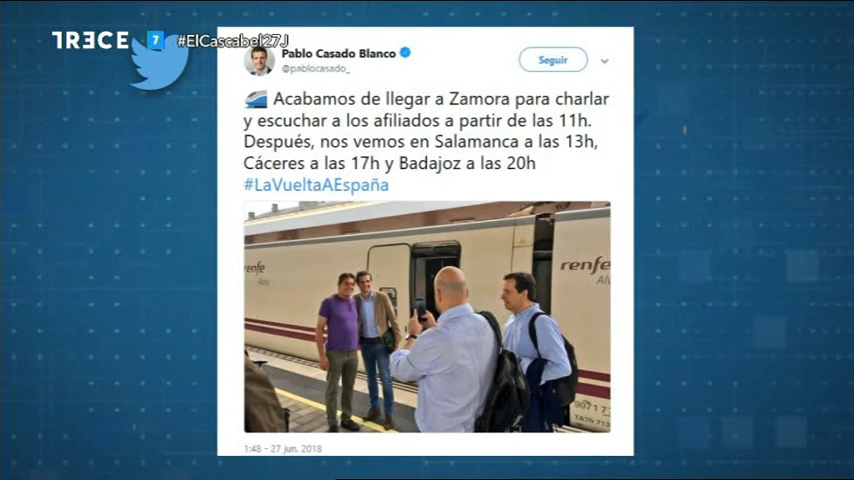 TRECE 7 #ElCascabel27J
Pablo Casado Blanco
@pablocasado_
Seguir
Acabamos de llegar a Zamora para charlar
y escuchar a los afiliados a partir de las 11h.
Después, nos vemos en Salamanca a las 13h,
Cáceres a las 17h y Badajoz a las 20h
#LaVueltaAEspaña
renfe
renfe
1:48 - 27 jun. 2018